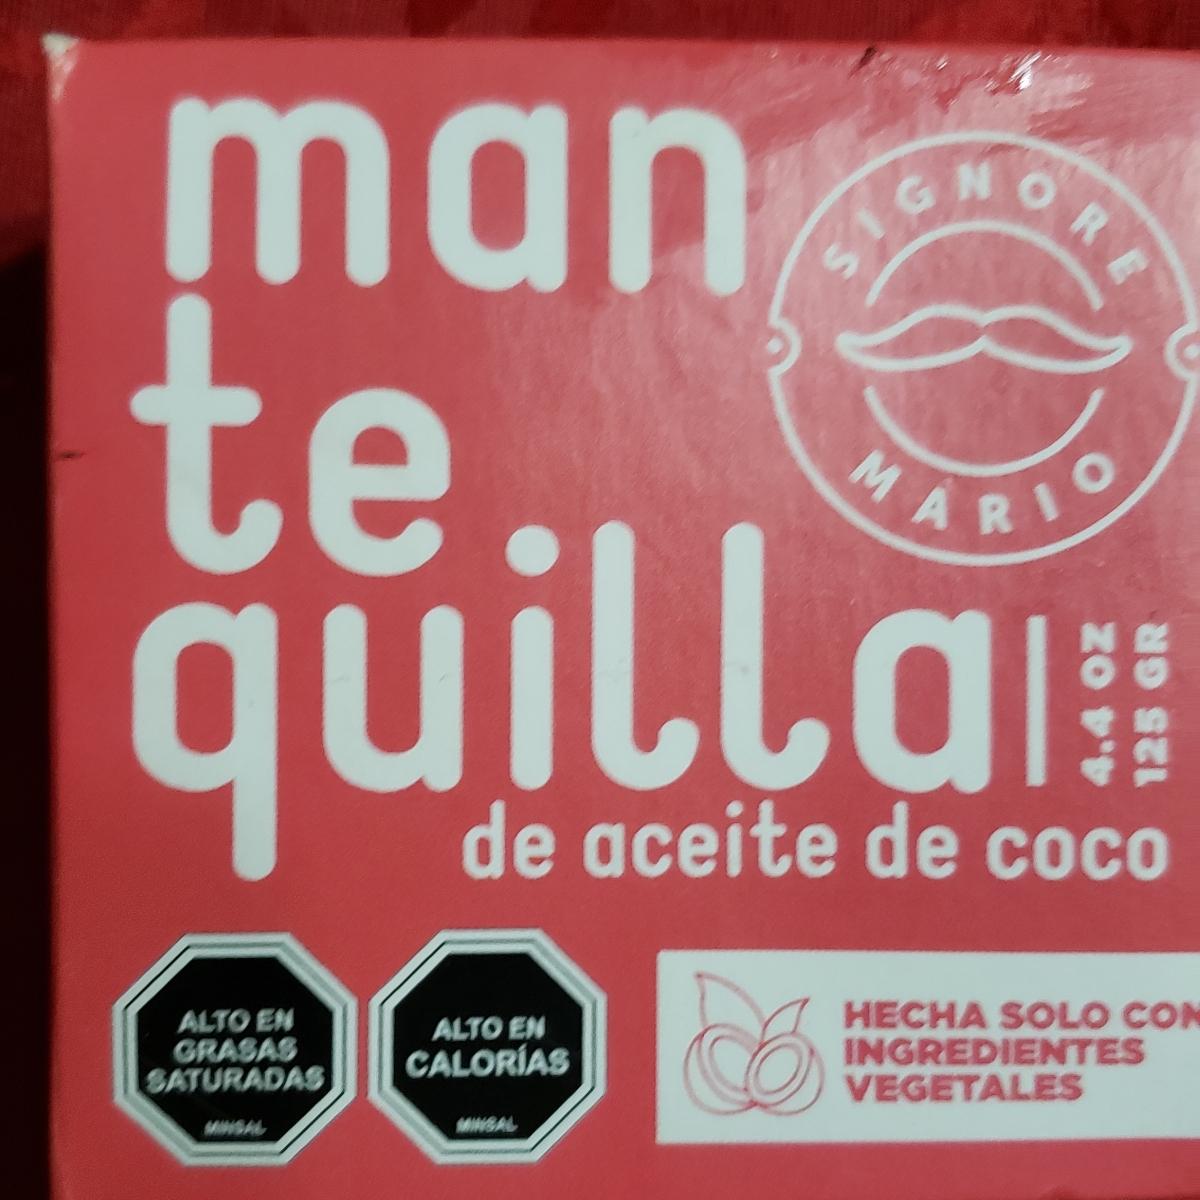 man
te
quilla
SIGNORE
MARIO
4.4 OZ
125 GR
de aceite de coco
ALTO EN
GRASAS
SATURADAS
MINSAL
ALTO EN
CALORÍAS
MINSAL
HECHA SOLO CON
INGREDIENTES
VEGETALES